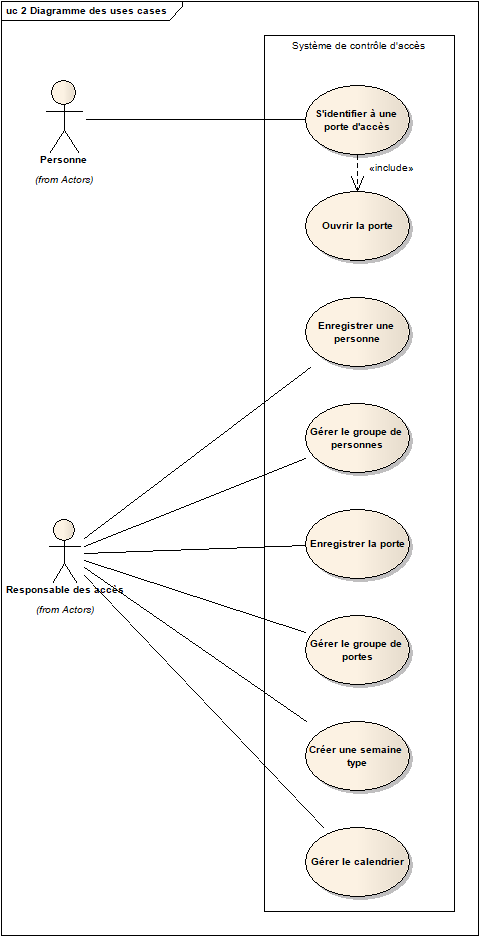 uc 2 Diagramme des uses cases
Système de contrôle d'accès
S'identifier à une
porte d'accès
Personne
(from Actors)
«include»
Ouvrir la porte
Enregistrer une
personne
Gérer le groupe de
personnes
Enregistrer la porte
Responsable des accès
(from Actors)
Gérer le groupe de
portes
Créer une semaine
type
Gérer le calendrier